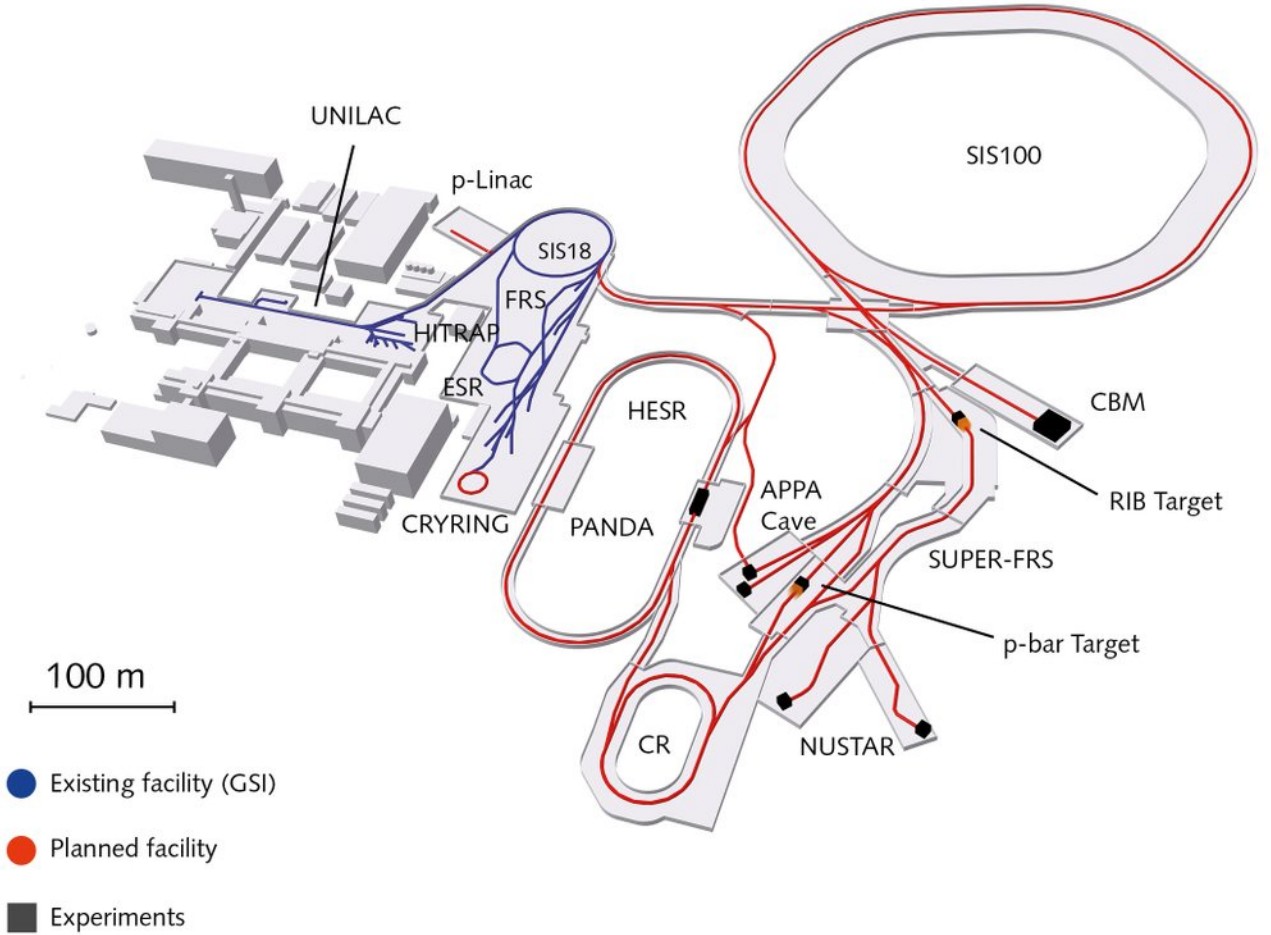 UNILAC
p-Linac
SIS100
SIS18
FRS
HITRAP
ESR
HESR
CBM
RIB Target
APPA
Cave
CRYRING
PANDA
SUPER-FRS
p-bar Target
100 m
CR
NUSTAR
Existing facility (GSI)
Planned facility
Experiments